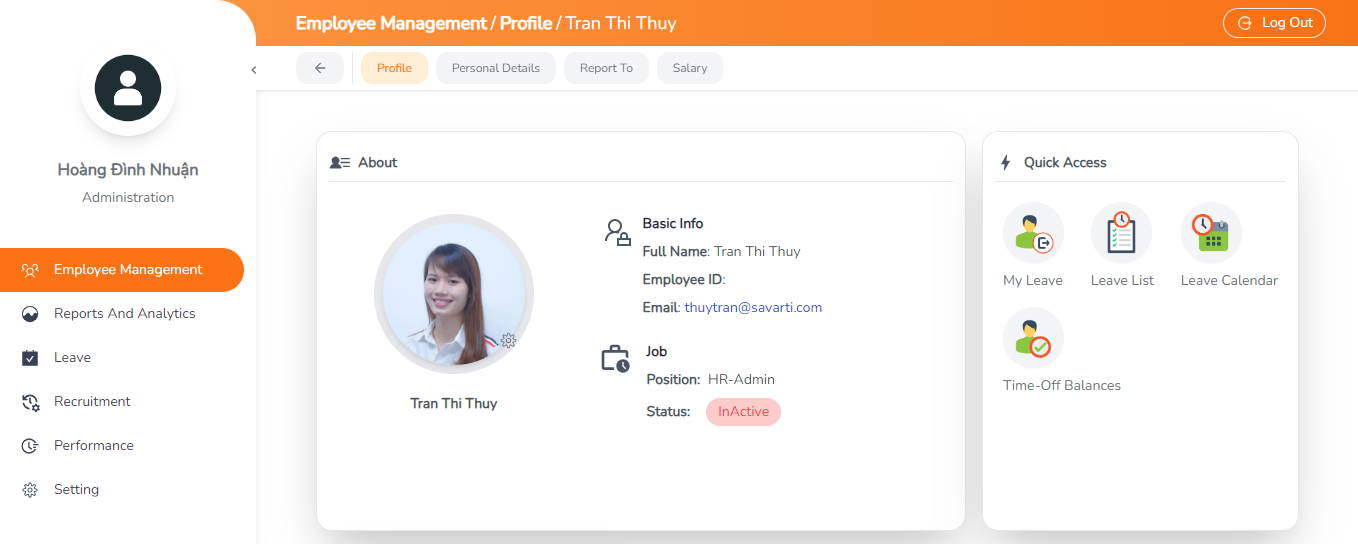 Employee Management / Profile / Tran Thi Thuy
Log Out
Profile
Personal Details
Report To
Salary
Hoàng Đình Nhuận
Administration
Employee Management
Reports And Analytics
Leave
Recruitment
Performance
Setting
About
Tran Thi Thuy
Basic Info
Full Name: Tran Thi Thuy
Employee ID:
Email: thuytran@savarti.com
Job
Position: HR-Admin
Status: InActive
Quick Access
My Leave
Leave List
Leave Calendar
Time-Off Balances